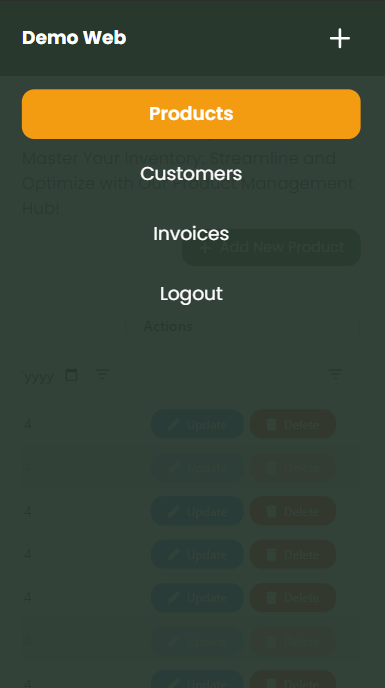 Demo Web
Products
Master Your Inventory: Streamline and
Customers
Optimize with Our Product Management
Hub!
Invoices
+ Add New Product
Logout
Actions
yyyy
4 Update Delete
Update Delete
4 Update Delete
4 Update Delete
4 Update Delete
Update Delete
4 Update Delete